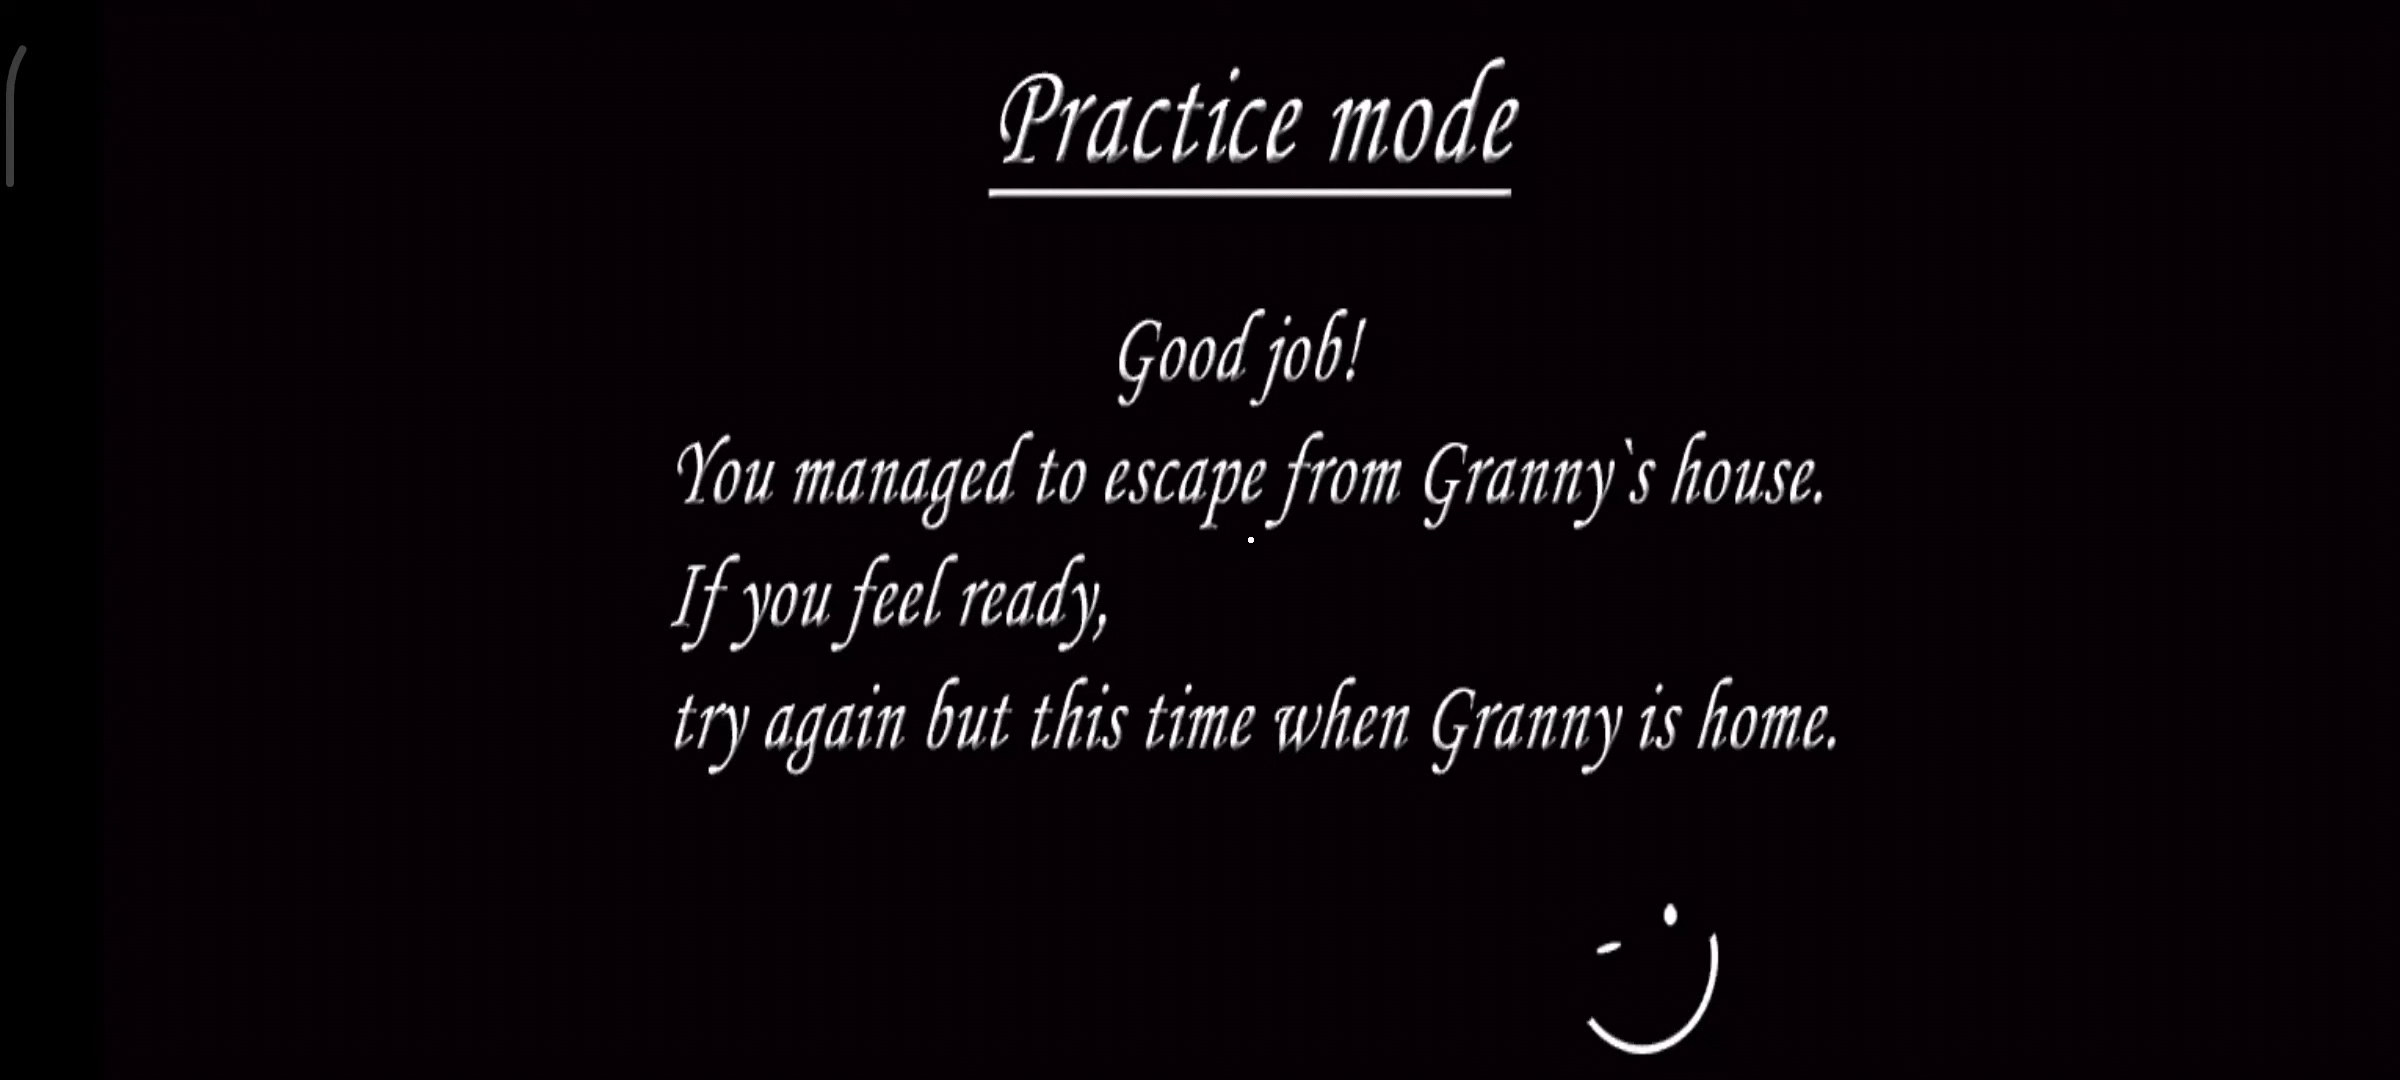 Practice mode
Good job!
You managed to escape from Granny`s house.
If you feel ready,
try again but this time when Granny is home.